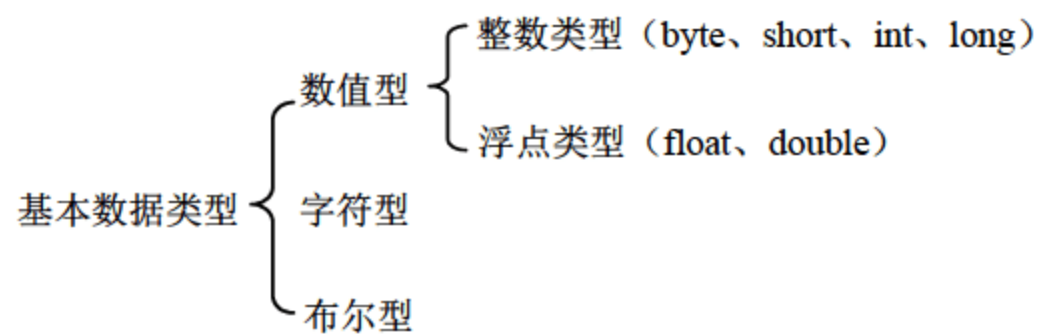 整数类型（byte、short、int、long）
数值型
浮点类型（float、double）
基本数据类型
字符型
布尔型